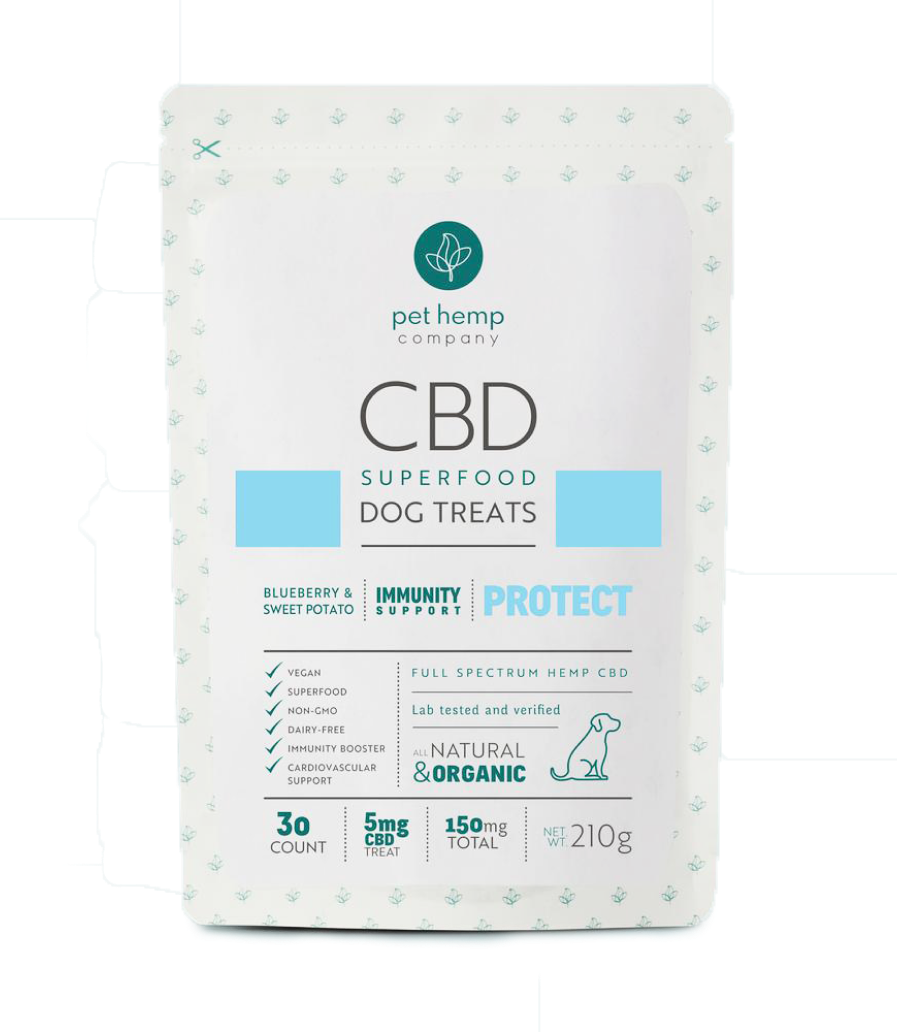 pet hemp
company
CBD
SUPERFOOD
DOG TREATS
BLUEBERRY &
SWEET POTATO
IMMUNITY
SUPPORT
PROTECT
VEGAN
SUPERFOOD
NON-GMO
DAIRY-FREE
IMMUNITY BOOSTER
CARDIOVASCULAR
SUPPORT
FULL SPECTRUM HEMP CBD
Lab tested and verified
ALL NATURAL
&ORGANIC
30
COUNT
5mg
CBD
TREAT
150mg
TOTAL
NET.
WT. 210g